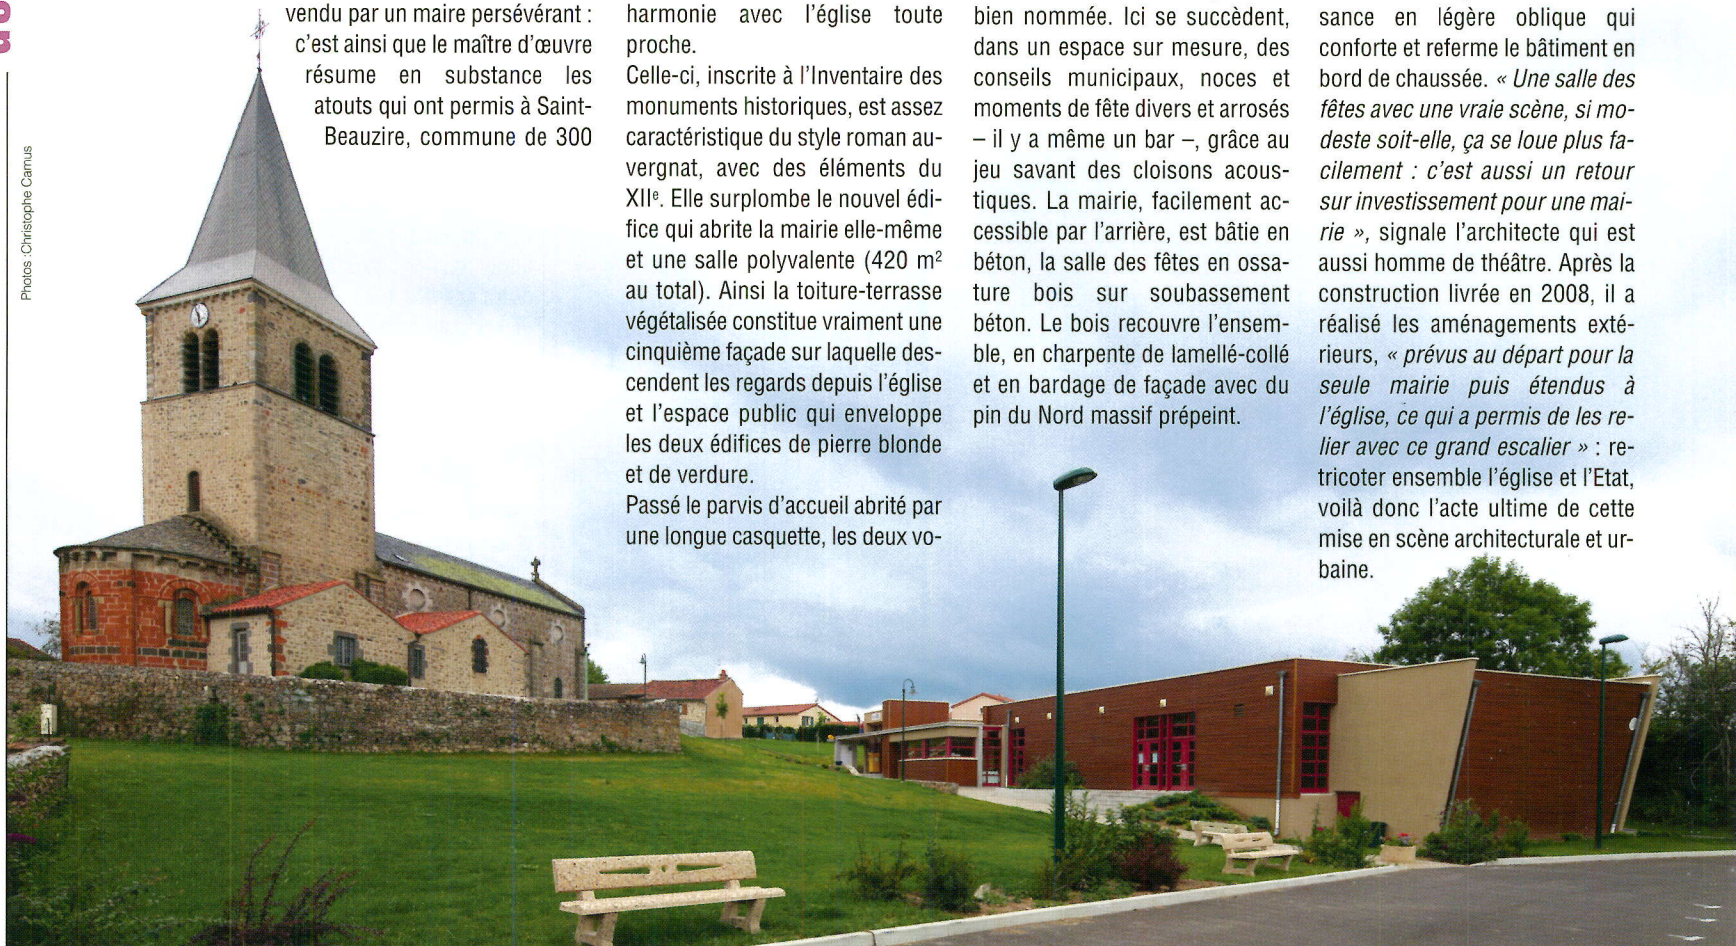 vendu par un maire persévérant :
c'est ainsi que le maître d'œuvre
résume en substance les
atouts qui ont permis à Saint-
Beauzire, commune de 300
harmonie avec l'église toute
proche.
Celle-ci, inscrite à l'Inventaire des
monuments historiques, est assez
caractéristique du style roman au-
vergnat, avec des éléments du
XIIe. Elle surplombe le nouvel édi-
fice qui abrite la mairie elle-même
et une salle polyvalente (420 m²
au total). Ainsi la toiture-terrasse
végétalisée constitue vraiment une
cinquième façade sur laquelle des-
cendent les regards depuis l'église
et l'espace public qui enveloppe
les deux édifices de pierre blonde
et de verdure.
Passé le parvis d'accueil abrité par
une longue casquette, les deux vo-
bien nommée. Ici se succèdent,
dans un espace sur mesure, des
conseils municipaux, noces et
moments de fête divers et arrosés
– il y a même un bar –, grâce au
jeu savant des cloisons acous-
tiques. La mairie, facilement ac-
cessible par l'arrière, est bâtie en
béton, la salle des fêtes en ossa-
ture bois sur soubassement
béton. Le bois recouvre l'ensem-
ble, en charpente de lamellé-collé
et en bardage de façade avec du
pin du Nord massif prépeint.
sance en légère oblique qui
conforte et referme le bâtiment en
bord de chaussée. « Une salle des
fêtes avec une vraie scène, si mo-
deste soit-elle, ça se loue plus fa-
cilement : c'est aussi un retour
sur investissement pour une mai-
rie », signale l'architecte qui est
aussi homme de théâtre. Après la
construction livrée en 2008, il a
réalisé les aménagements exté-
rieurs, « prévus au départ pour la
seule mairie puis étendus à
l'église, ce qui a permis de les re-
lier avec ce grand escalier » : re-
tricoter ensemble l'église et l'Etat,
voilà donc l'acte ultime de cette
mise en scène architecturale et ur-
baine.
Photos :Christophe Camus